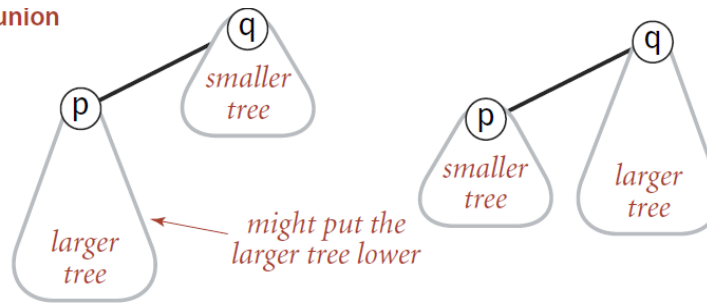 union
q
smaller
tree
p
larger
tree
might put the
larger tree lower
q
p
smaller
tree
larger
tree